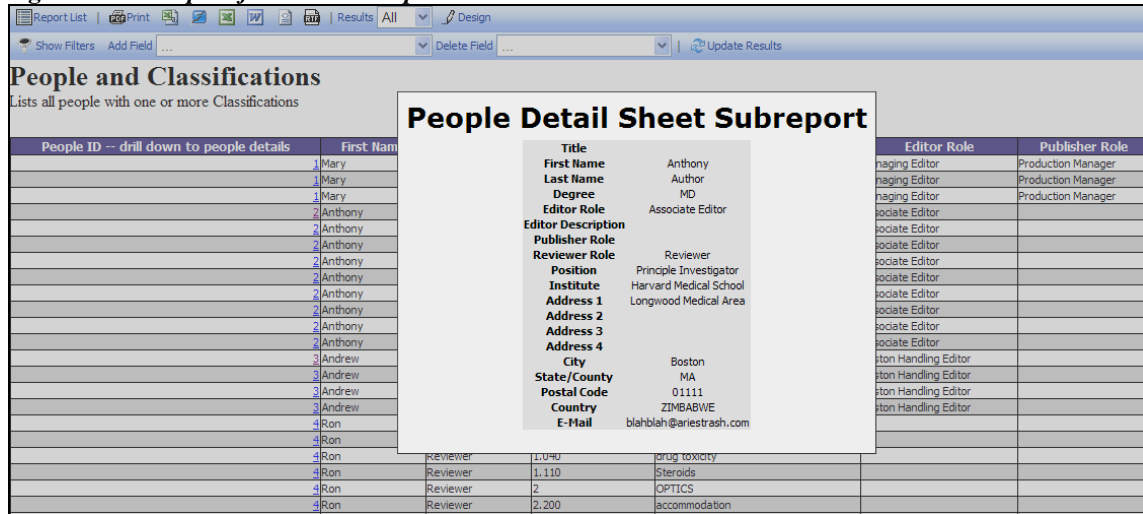 ReportList | Print | Results All Design
Show Filters Add Field ... Delete Field ... | Update Results
People and Classifications
Lists all people with one or more Classifications
People Detail Sheet Subreport
Title
First Name Anthony
Last Name Author
Degree MD
Editor Role Associate Editor
Editor Description
Publisher Role
Reviewer Role Reviewer
Position Principle Investigator
Institute Harvard Medical School
Address 1 Longwood Medical Area
Address 2
Address 3
Address 4
City Boston
State/County MA
Postal Code 01111
Country ZIMBABWE
E-Mail blahblah@ariestrash.com
People ID -- drill down to people details First Nam Editor Role Publisher Role
1 Mary naging Editor Production Manager
1 Mary naging Editor Production Manager
1 Mary naging Editor Production Manager
2 Anthony sociate Editor
2 Anthony sociate Editor
2 Anthony sociate Editor
2 Anthony sociate Editor
2 Anthony sociate Editor
2 Anthony sociate Editor
2 Anthony sociate Editor
2 Anthony sociate Editor
2 Anthony sociate Editor
3 Andrew ston Handling Editor
3 Andrew ston Handling Editor
3 Andrew ston Handling Editor
3 Andrew ston Handling Editor
4 Ron
4 Ron
4 Ron Reviewer 1.040 drug toxicity
4 Ron Reviewer 1.110 Steroids
4 Ron Reviewer 2 OPTICS
4 Ron Reviewer 2.200 accommodation